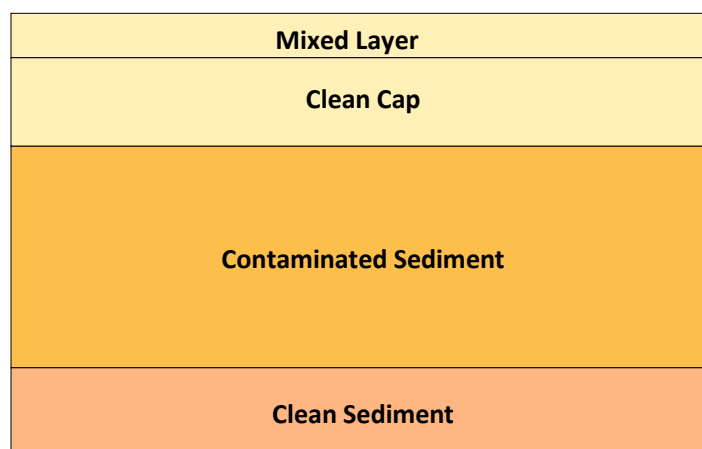 Mixed Layer
Clean Cap
Contaminated Sediment
Clean Sediment